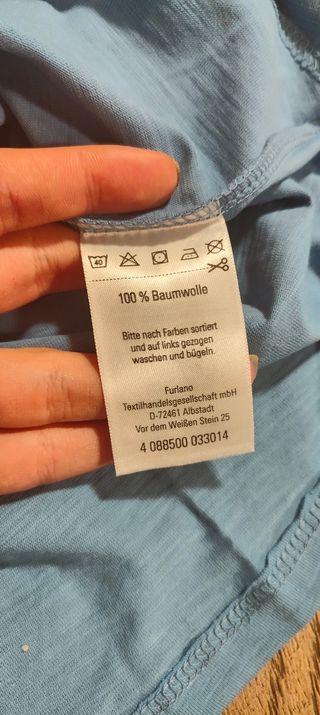 40
100 % Baumwolle
Bitte nach Farben sortiert
und auf links gezogen
waschen und bügeln.
Furlano
Textilhandelsgesellschaft mbH
D-72461 Albstadt
Vor dem Weißen Stein 25
4 088500 033014